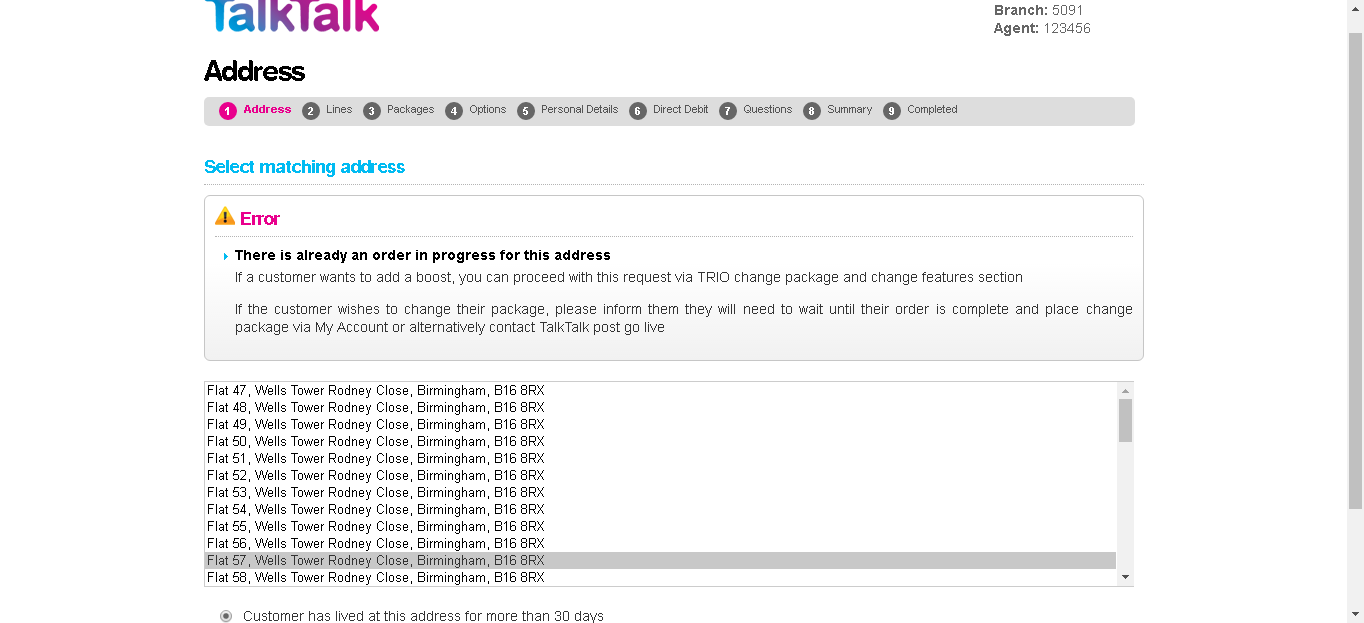 TalkTalk
Branch: 5091
Agent: 123456
Address
1 Address 2 Lines 3 Packages 4 Options 5 Personal Details 6 Direct Debit 7 Questions 8 Summary 9 Completed
Select matching address
Error
There is already an order in progress for this address
If a customer wants to add a boost, you can proceed with this request via TRIO change package and change features section
If the customer wishes to change their package, please inform them they will need to wait until their order is complete and place change
package via My Account or alternatively contact TalkTalk post go live
Flat 47, Wells Tower Rodney Close, Birmingham, B16 8RX
Flat 48, Wells Tower Rodney Close, Birmingham, B16 8RX
Flat 49, Wells Tower Rodney Close, Birmingham, B16 8RX
Flat 50, Wells Tower Rodney Close, Birmingham, B16 8RX
Flat 51, Wells Tower Rodney Close, Birmingham, B16 8RX
Flat 52, Wells Tower Rodney Close, Birmingham, B16 8RX
Flat 53, Wells Tower Rodney Close, Birmingham, B16 8RX
Flat 54, Wells Tower Rodney Close, Birmingham, B16 8RX
Flat 55, Wells Tower Rodney Close, Birmingham, B16 8RX
Flat 56, Wells Tower Rodney Close, Birmingham, B16 8RX
Flat 57, Wells Tower Rodney Close, Birmingham, B16 8RX
Flat 58, Wells Tower Rodney Close, Birmingham, B16 8RX
Customer has lived at this address for more than 30 days